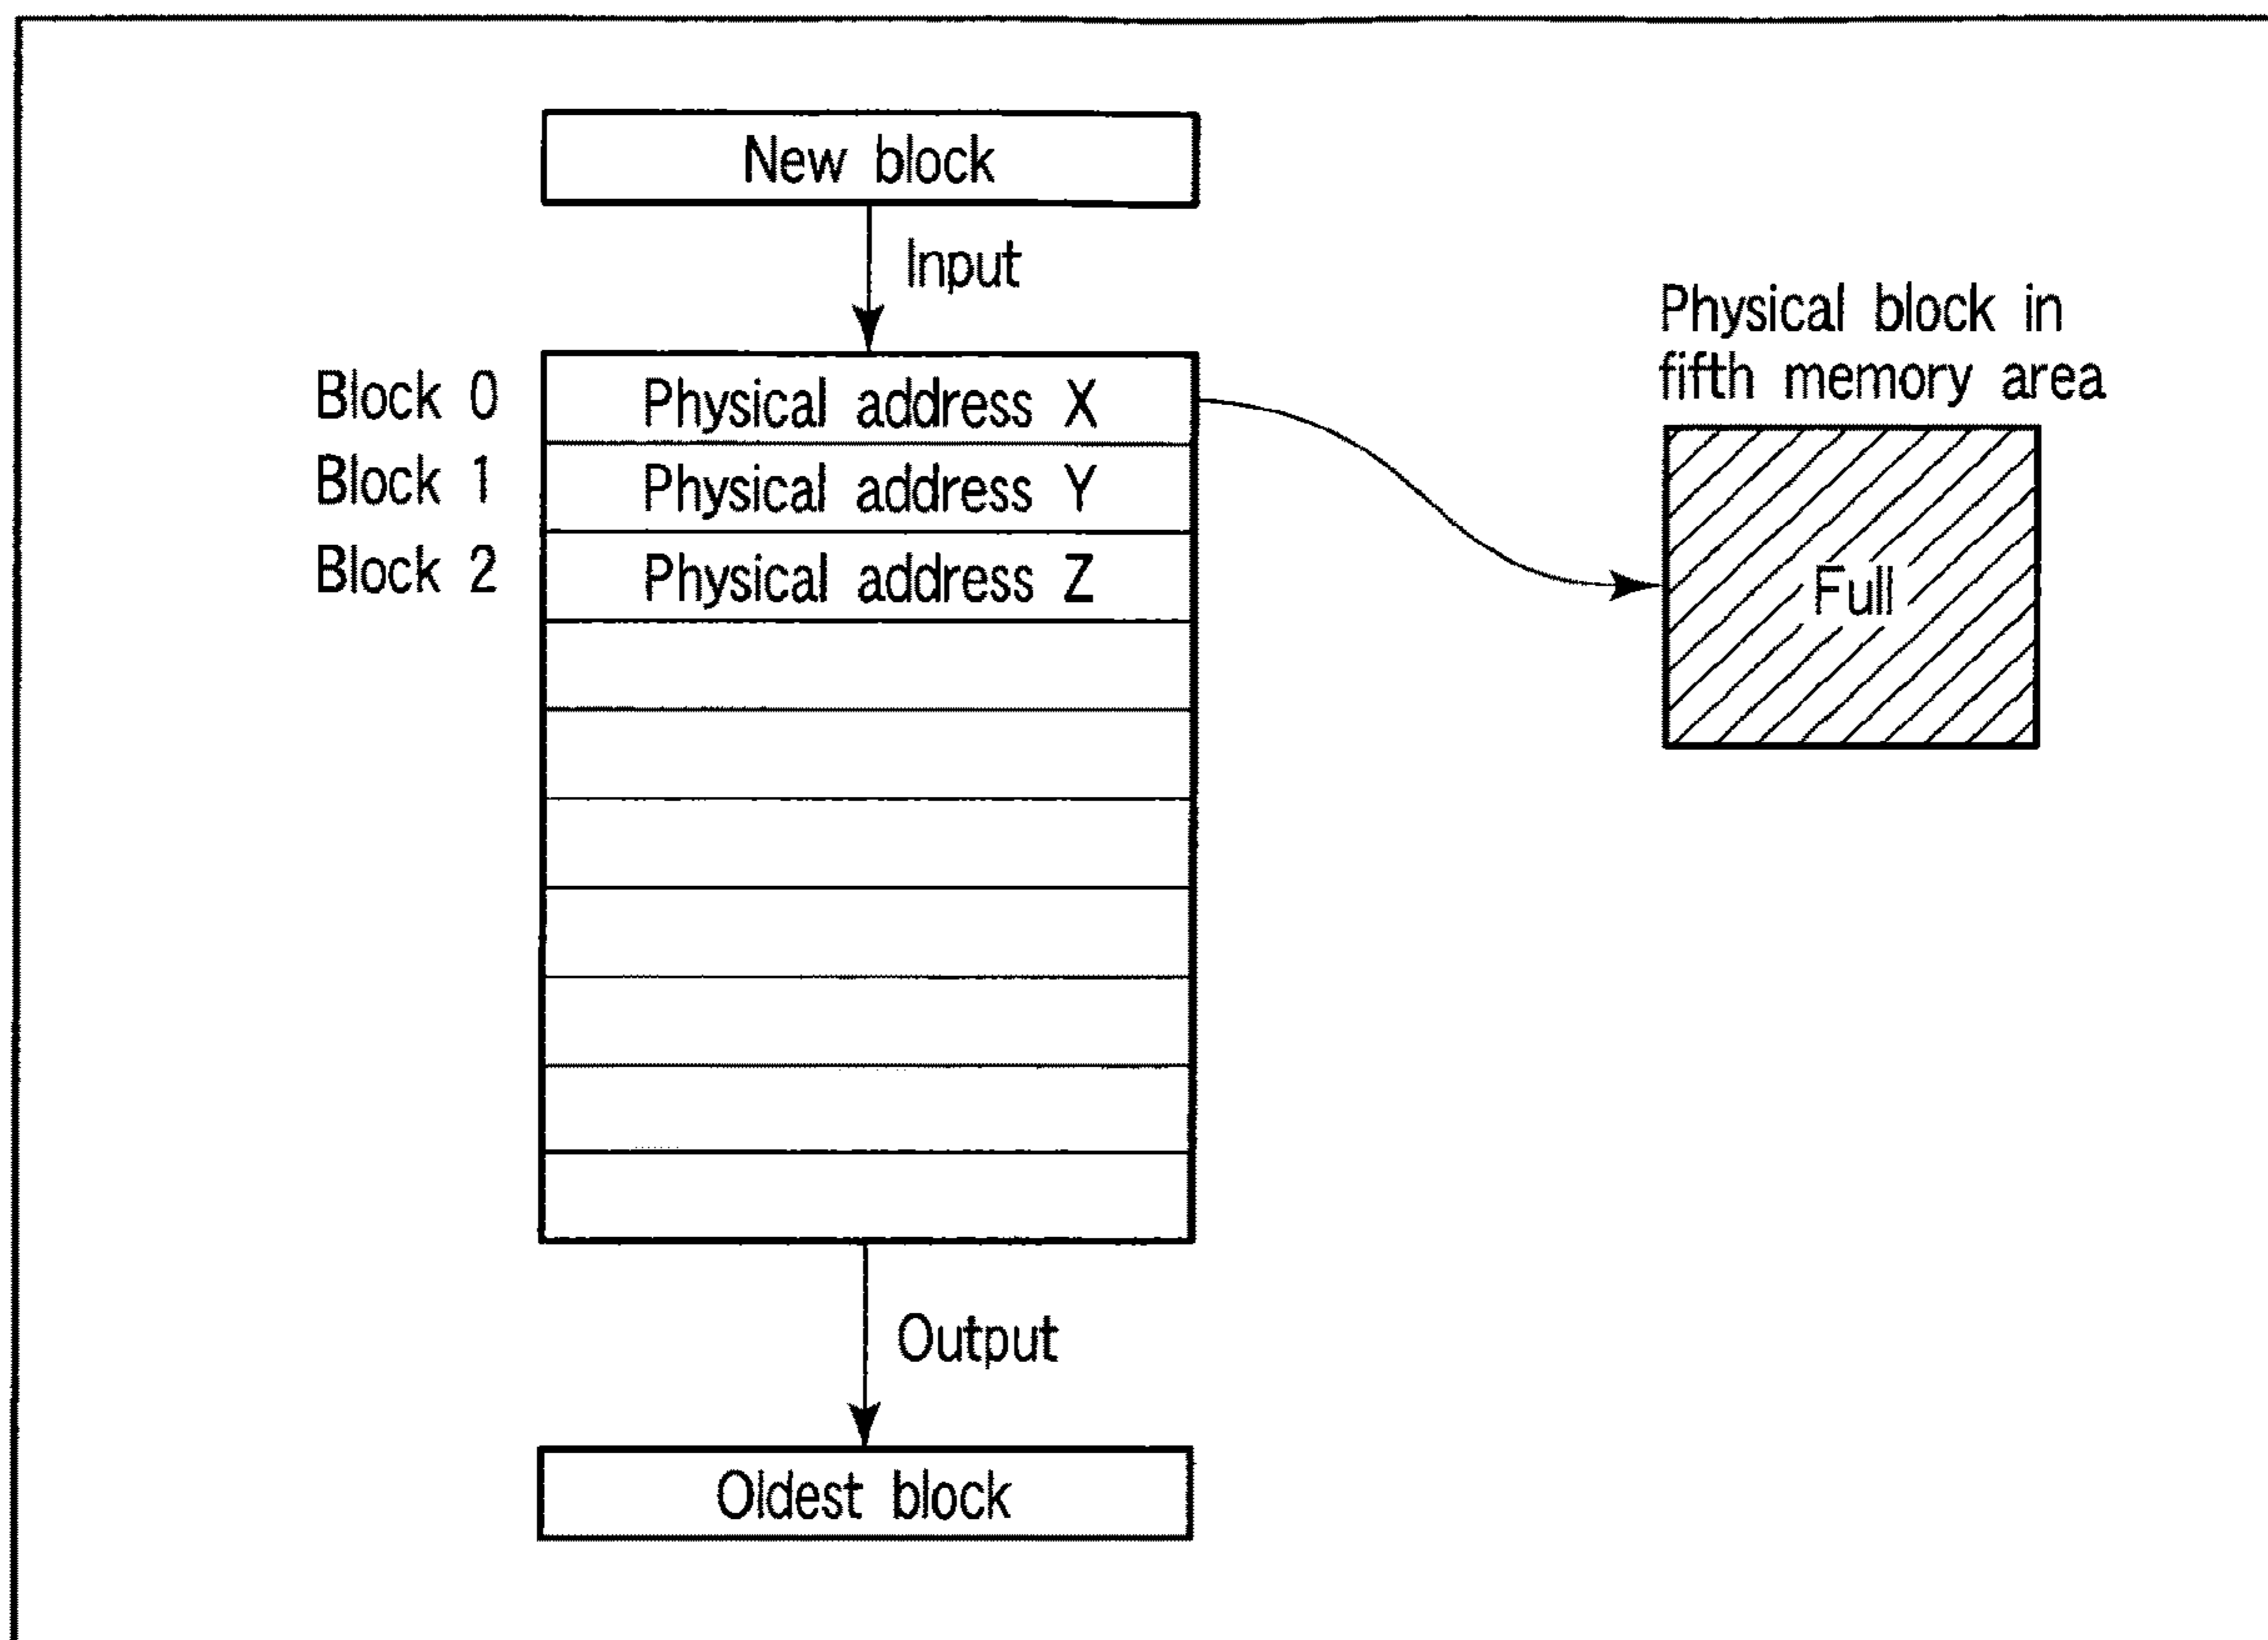 New block
Input
Physical block in
fifth memory area
Block 0
Physical address X
Block 1
Physical address Y
Block 2
Physical address Z
Full
Output
Oldest block